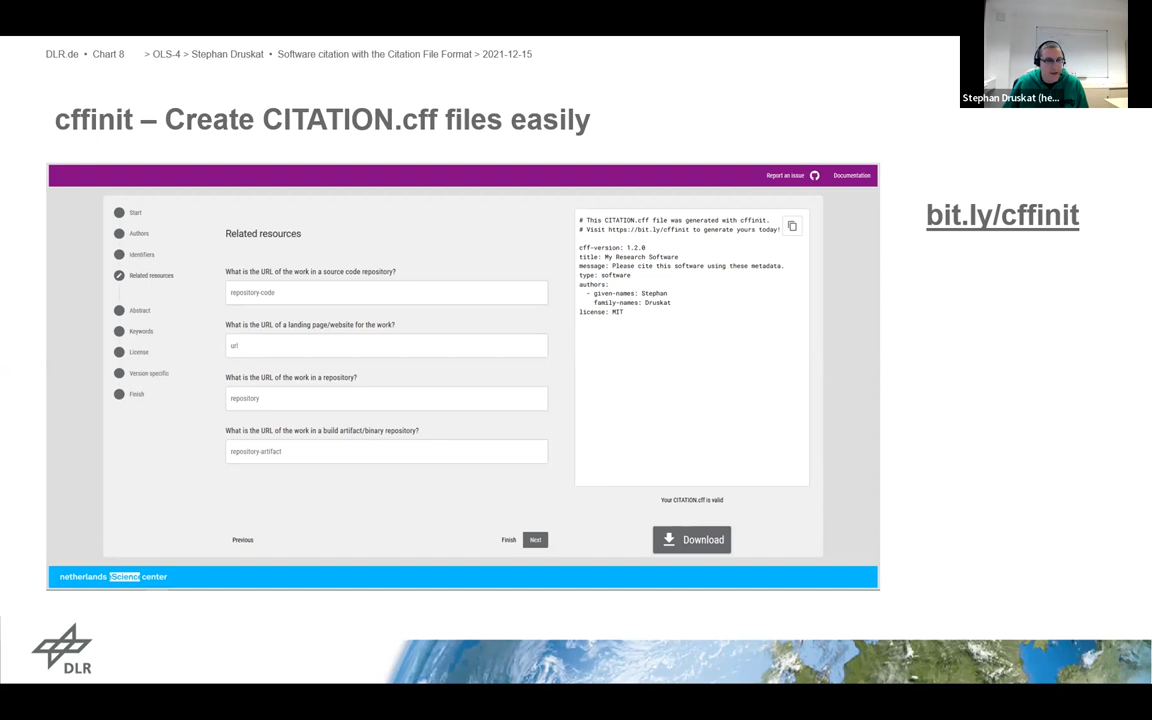 DLR.de • Chart 8 > OLS-4 > Stephan Druskat • Software citation with the Citation File Format > 2021-12-15
Stephan Druskat (he...
cffinit – Create CITATION.cff files easily
Report an issue
Documentation
bit.ly/cffinit
Start
Authors
Identifiers
Related resources
Abstract
Keywords
License
Version specific
Finish
Related resources
What is the URL of the work in a source code repository?
repository-code
What is the URL of a landing page/website for the work?
url
What is the URL of the work in a repository?
repository
What is the URL of the work in a build artifact/binary repository?
repository-artifact
Previous
Finish
Next
# This CITATION.cff file was generated with cffinit.
# Visit https://bit.ly/cffinit to generate yours today!
cff-version: 1.2.0
title: My Research Software
message: Please cite this software using these metadata.
type: software
authors:
- given-names: Stephan
family-names: Druskat
license: MIT
Your CITATION.cff is valid
Download
netherlands eScience center
DLR